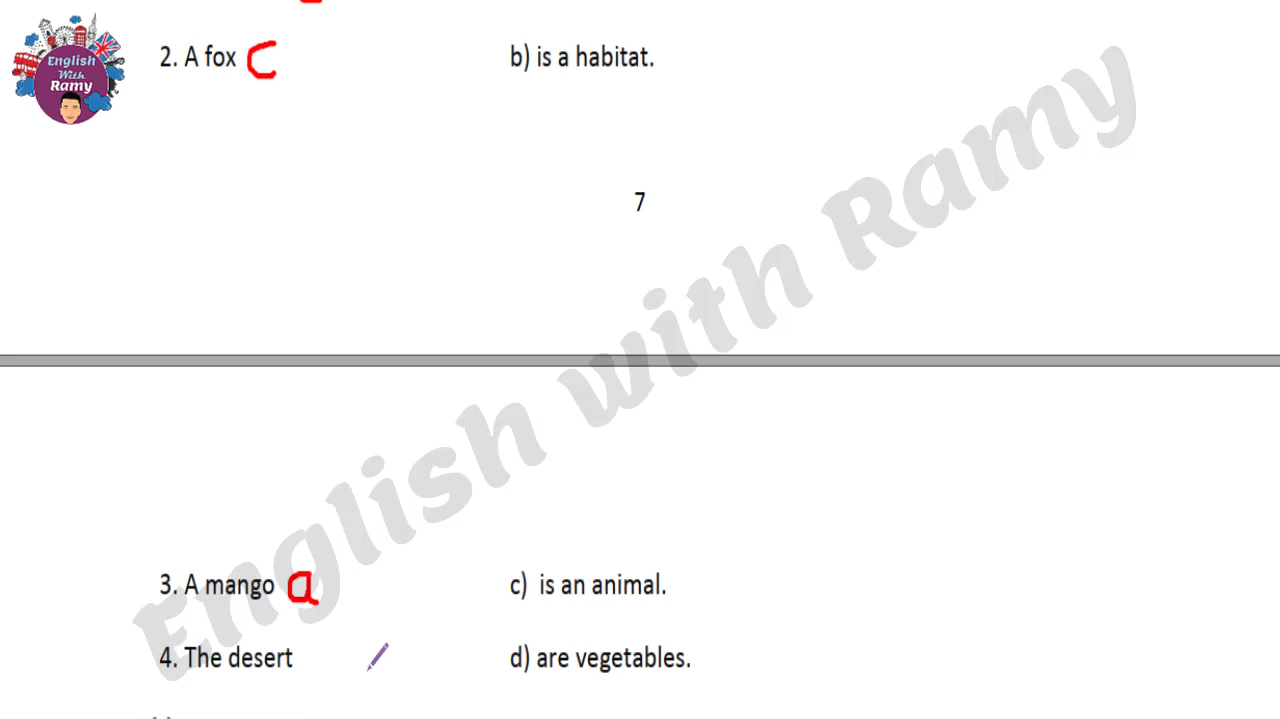 English
With
Ramy
2. A fox C b) is a habitat.
7
English with Ramy
3. A mango a c) is an animal.
4. The desert d) are vegetables.